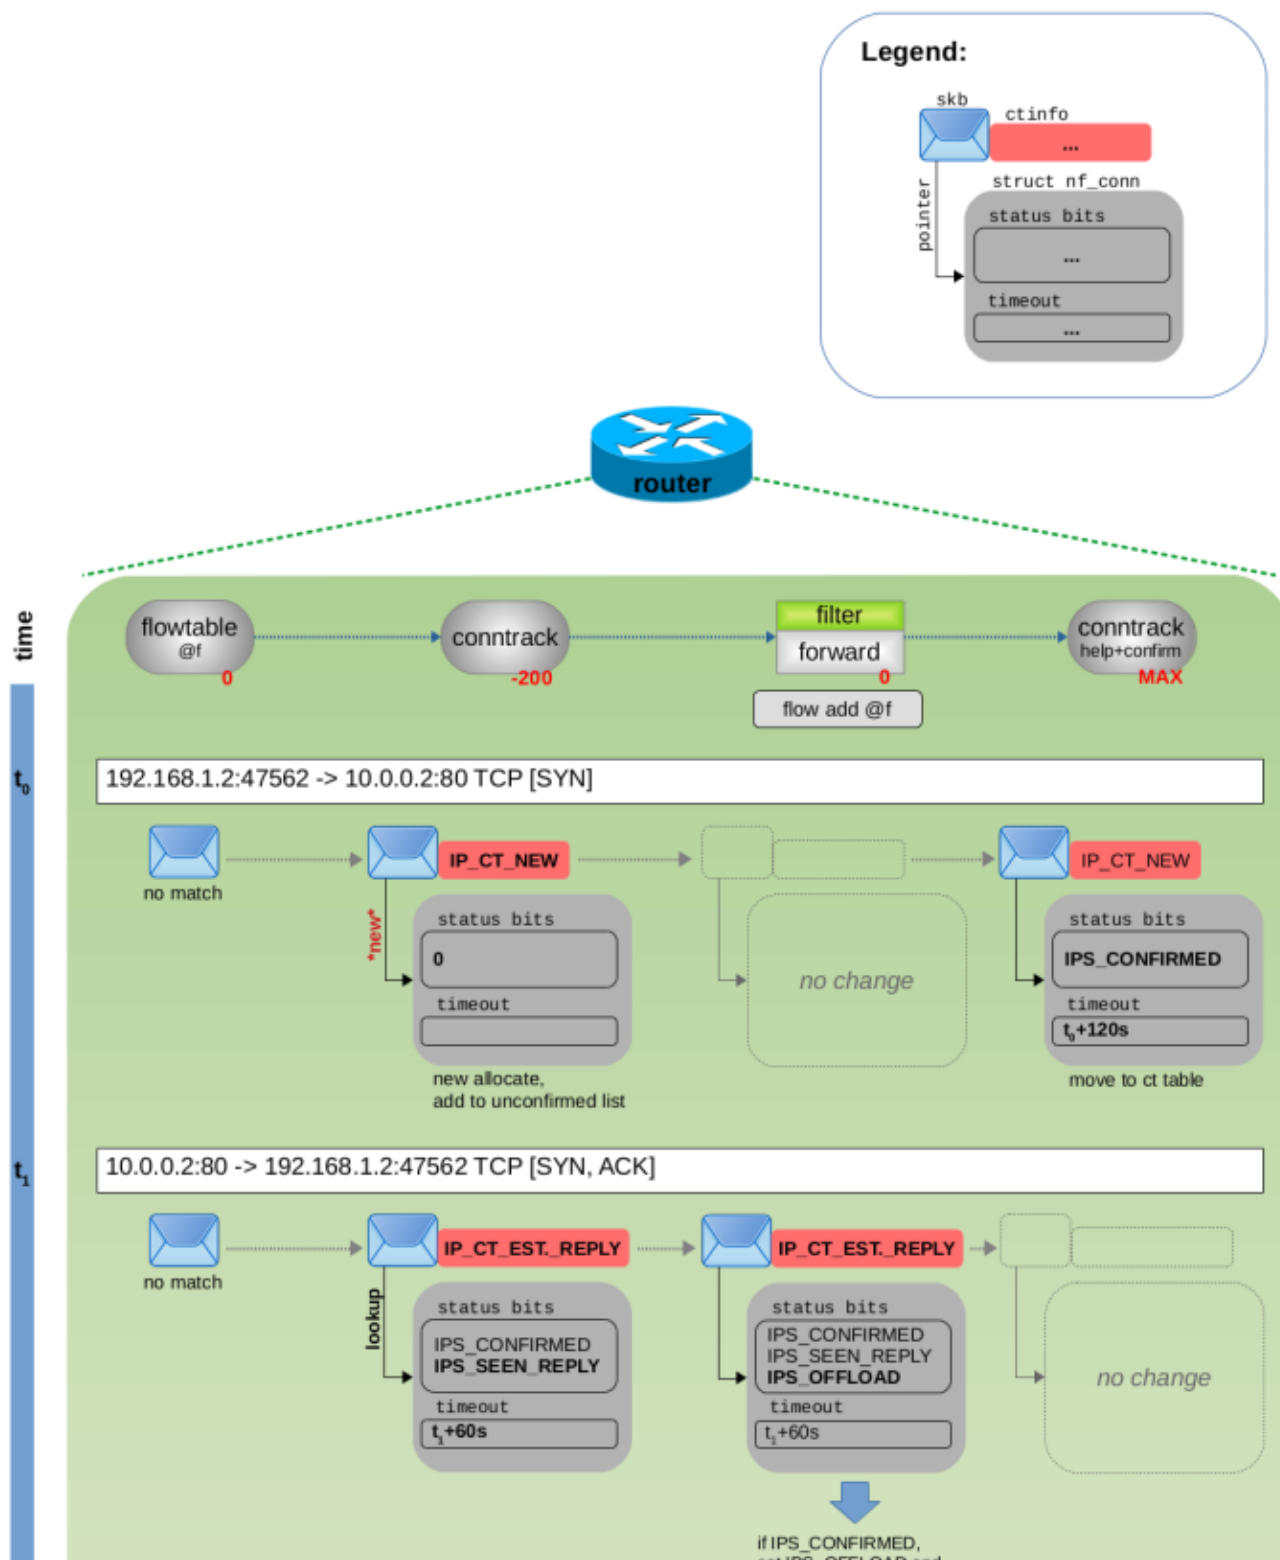 Legend:
skb
ctinfo
...
struct nf_conn
pointer
status bits
...
timeout
...
router
time
flowtable
@f
0
conntrack
-200
filter
forward
0
flow add @f
conntrack
help+confirm
MAX
t0
192.168.1.2:47562 -> 10.0.0.2:80 TCP [SYN]
no match
IP_CT_NEW
*new*
status bits
0
timeout
new allocate,
add to unconfirmed list
no change
IP_CT_NEW
status bits
IPS_CONFIRMED
timeout
t0+120s
move to ct table
t1
10.0.0.2:80 -> 192.168.1.2:47562 TCP [SYN, ACK]
no match
IP_CT_EST._REPLY
lookup
status bits
IPS_CONFIRMED
IPS_SEEN_REPLY
timeout
t1+60s
IP_CT_EST._REPLY
status bits
IPS_CONFIRMED
IPS_SEEN_REPLY
IPS_OFFLOAD
timeout
t1+60s
no change
if IPS_CONFIRMED,